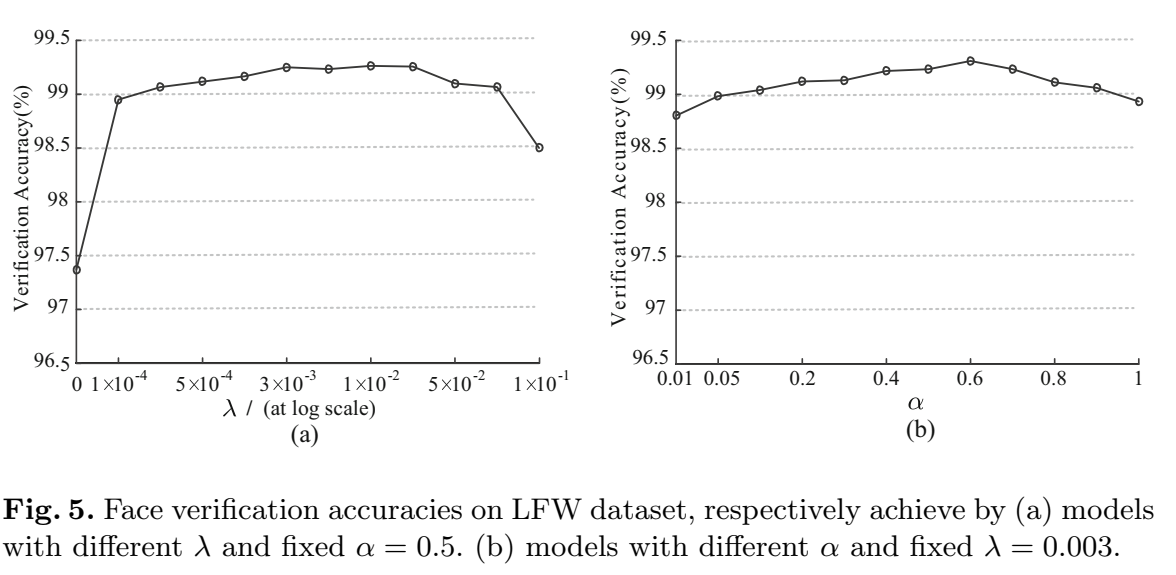 99.5
99
98.5
98
97.5
97
96.5
Verification Accuracy(%)
0 1×10-4 5×10-4 3×10-3 1×10-2 5×10-2 1×10-1
λ / (at log scale)
(a)
99.5
99
98.5
98
97.5
97
96.5
Verification Accuracy(%)
0.01 0.05 0.2 0.4 0.6 0.8 1
α
(b)
Fig. 5. Face verification accuracies on LFW dataset, respectively achieve by (a) models
with different λ and fixed α = 0.5. (b) models with different α and fixed λ = 0.003.